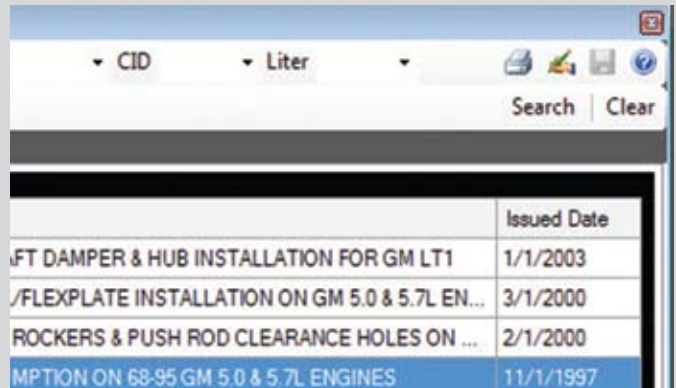 CID Liter
Search Clear
Issued Date
AFT DAMPER & HUB INSTALLATION FOR GM LT1 1/1/2003
/FLEXPLATE INSTALLATION ON GM 5.0 & 5.7L EN... 3/1/2000
ROCKERS & PUSH ROD CLEARANCE HOLES ON ... 2/1/2000
MPTION ON 68-95 GM 5.0 & 5.7L ENGINES 11/1/1997